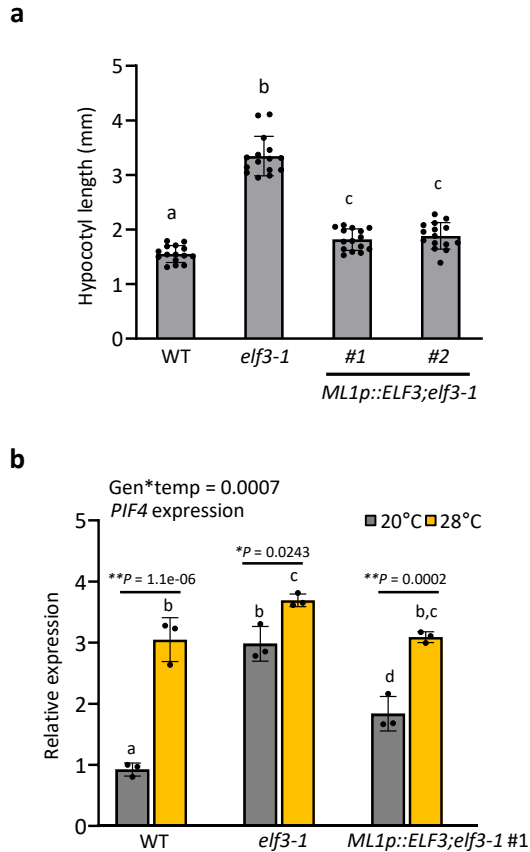 a
Hypocotyl length (mm)
5
4
3
2
1
0
a
b
c
c
WT
elf3-1
#1
#2
ML1p::ELF3;elf3-1
b
Gen*temp = 0.0007
PIF4 expression
20°C
28°C
Relative expression
5
4
3
2
1
0
**P = 1.1e-06
*P = 0.0243
**P = 0.0002
a
b
b
c
d
b,c
WT
elf3-1
ML1p::ELF3;elf3-1 #1